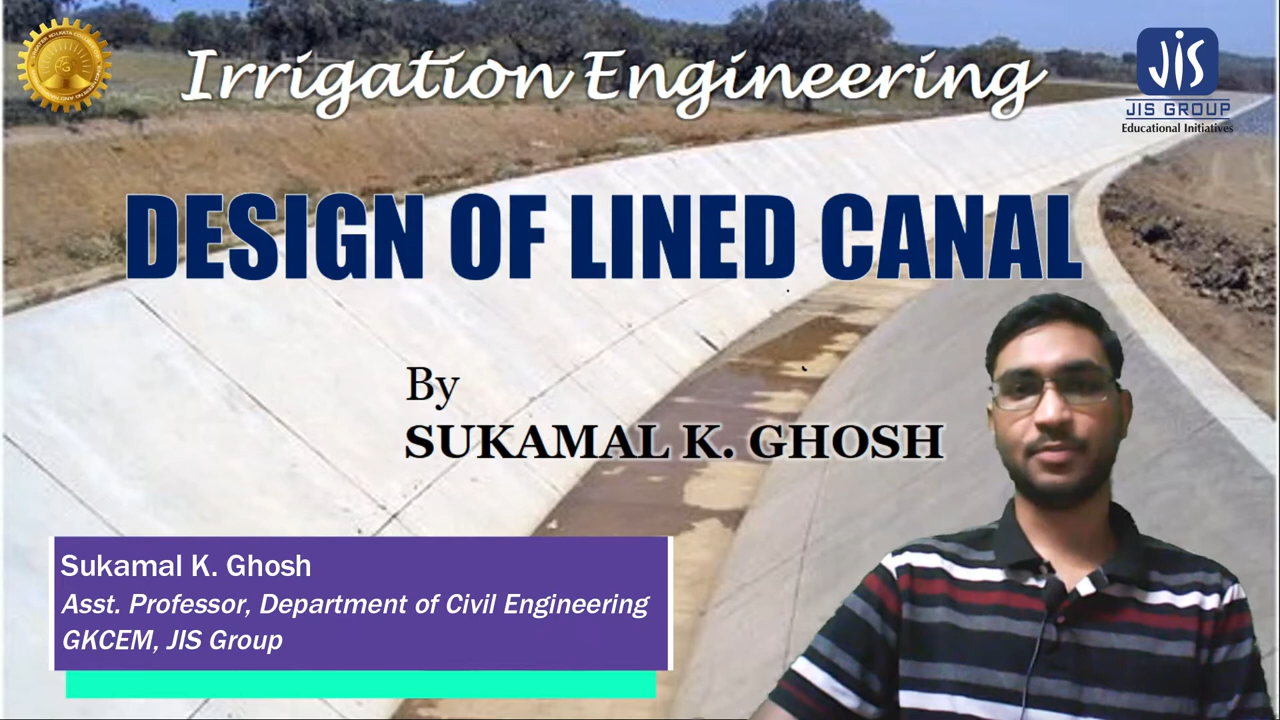 Irrigation Engineering
JIS
JIS GROUP
Educational Initiatives
DESIGN OF LINED CANAL
By
SUKAMAL K. GHOSH
Sukamal K. Ghosh
Asst. Professor, Department of Civil Engineering
GKCEM, JIS Group